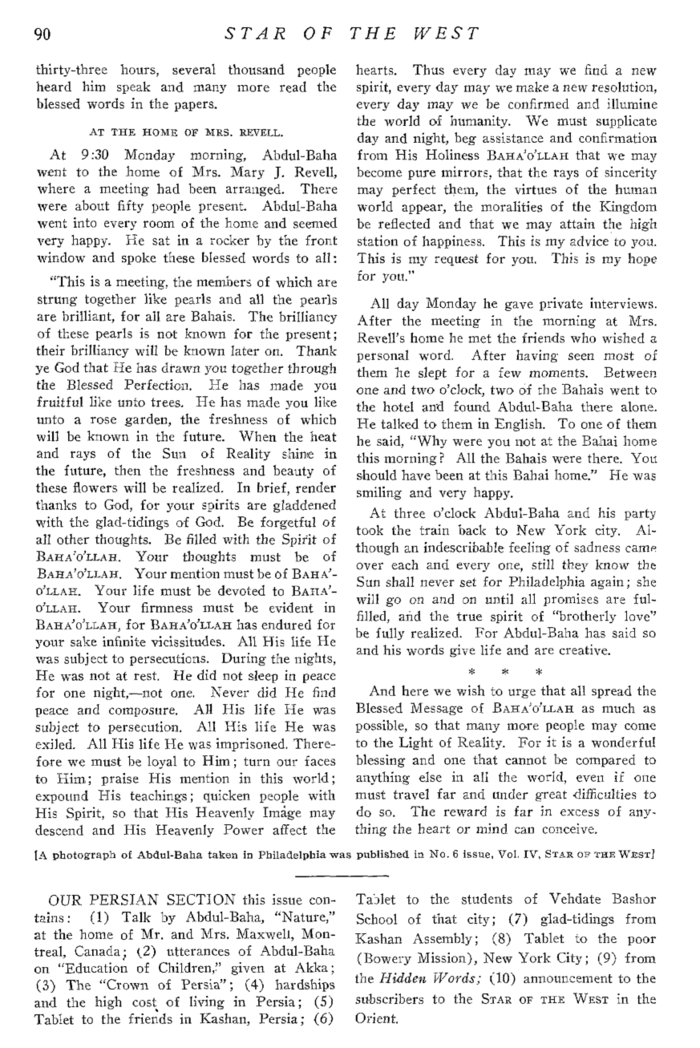 90
STAR OF THE WEST
thirty-three hours, several thousand people
heard him speak and many more read the
blessed words in the papers.
AT THE HOME OF MRS. REVELL.
At 9:30 Monday morning, Abdul-Baha
went to the home of Mrs. Mary J. Revell,
where a meeting had been arranged. There
were about fifty people present. Abdul-Baha
went into every room of the home and seemed
very happy. He sat in a rocker by the front
window and spoke these blessed words to all:
"This is a meeting, the members of which are
strung together like pearls and all the pearls
are brilliant, for all are Bahais. The brilliancy
of these pearls is not known for the present;
their brilliancy will be known later on. Thank
ye God that He has drawn you together through
the Blessed Perfection. He has made you
fruitful like unto trees. He has made you like
unto a rose garden, the freshness of which
will be known in the future. When the heat
and rays of the Sun of Reality shine in
the future, then the freshness and beauty of
these flowers will be realized. In brief, render
thanks to God, for your spirits are gladdened
with the glad-tidings of God. Be forgetful of
all other thoughts. Be filled with the Spirit of
BAHA'O'LLAH. Your thoughts must be of
BAHA'O'LLAH. Your mention must be of BAHA'-
O'LLAH. Your life must be devoted to BAHA'-
O'LLAH. Your firmness must be evident in
BAHA'O'LLAH, for BAHA'O'LLAH has endured for
your sake infinite vicissitudes. All His life He
was subject to persecutions. During the nights,
He was not at rest. He did not sleep in peace
for one night,—not one. Never did He find
peace and composure. All His life He was
subject to persecution. All His life He was
exiled. All His life He was imprisoned. There-
fore we must be loyal to Him; turn our faces
to Him; praise His mention in this world;
expound His teachings; quicken people with
His Spirit, so that His Heavenly Image may
descend and His Heavenly Power affect the
hearts. Thus every day may we find a new
spirit, every day may we make a new resolution,
every day may we be confirmed and illumine
the world of humanity. We must supplicate
day and night, beg assistance and confirmation
from His Holiness BAHA'O'LLAH that we may
become pure mirrors, that the rays of sincerity
may perfect them, the virtues of the human
world appear, the moralities of the Kingdom
be reflected and that we may attain the high
station of happiness. This is my advice to you.
This is my request for you. This is my hope
for you."
All day Monday he gave private interviews.
After the meeting in the morning at Mrs.
Revell's home he met the friends who wished a
personal word. After having seen most of
them he slept for a few moments. Between
one and two o'clock, two of the Bahais went to
the hotel and found Abdul-Baha there alone.
He talked to them in English. To one of them
he said, "Why were you not at the Bahai home
this morning? All the Bahais were there. You
should have been at this Bahai home." He was
smiling and very happy.
At three o'clock Abdul-Baha and his party
took the train back to New York city. Al-
though an indescribable feeling of sadness came
over each and every one, still they know the
Sun shall never set for Philadelphia again; she
will go on and on until all promises are ful-
filled, and the true spirit of "brotherly love"
be fully realized. For Abdul-Baha has said so
and his words give life and are creative.
* * *
And here we wish to urge that all spread the
Blessed Message of BAHA'O'LLAH as much as
possible, so that many more people may come
to the Light of Reality. For it is a wonderful
blessing and one that cannot be compared to
anything else in all the world, even if one
must travel far and under great difficulties to
do so. The reward is far in excess of any-
thing the heart or mind can conceive.
[A photograph of Abdul-Baha taken in Philadelphia was published in No. 6 issue, Vol. IV, STAR OF THE WEST]
OUR PERSIAN SECTION this issue con-
tains: (1) Talk by Abdul-Baha, "Nature,"
at the home of Mr. and Mrs. Maxwell, Mon-
treal, Canada; (2) utterances of Abdul-Baha
on "Education of Children," given at Akka;
(3) The "Crown of Persia"; (4) hardships
and the high cost of living in Persia; (5)
Tablet to the friends in Kashan, Persia; (6)
Tablet to the students of Vehdate Bashor
School of that city; (7) glad-tidings from
Kashan Assembly; (8) Tablet to the poor
(Bowery Mission), New York City; (9) from
the Hidden Words; (10) announcement to the
subscribers to the STAR OF THE WEST in the
Orient.